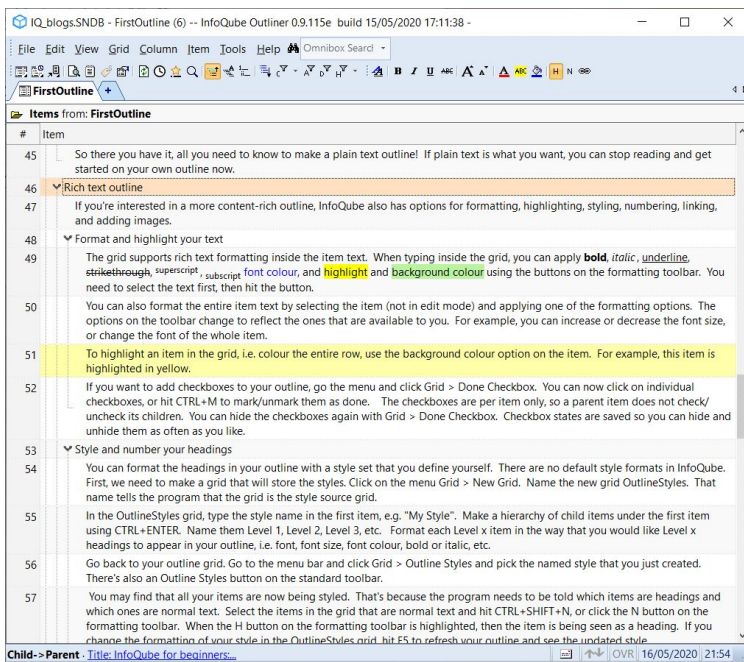 IQ_blogs.SNDB - FirstOutline (6) -- InfoQube Outliner 0.9.115e build 15/05/2020 17:11:38 -
File Edit View Grid Column Item Tools Help Omnibox Search
B I U ABC A A A ABC H N
FirstOutline +
Items from: FirstOutline
# Item
45 So there you have it, all you need to know to make a plain text outline! If plain text is what you want, you can stop reading and get
started on your own outline now.
46 Rich text outline
47 If you're interested in a more content-rich outline, InfoQube also has options for formatting, highlighting, styling, numbering, linking,
and adding images.
48 Format and highlight your text
49 The grid supports rich text formatting inside the item text. When typing inside the grid, you can apply bold, italic, underline,
strikethrough, superscript, subscript font colour, and highlight and background colour using the buttons on the formatting toolbar. You
need to select the text first, then hit the button.
50 You can also format the entire item text by selecting the item (not in edit mode) and applying one of the formatting options. The
options on the toolbar change to reflect the ones that are available to you. For example, you can increase or decrease the font size,
or change the font of the whole item.
51 To highlight an item in the grid, i.e. colour the entire row, use the background colour option on the item. For example, this item is
highlighted in yellow.
52 If you want to add checkboxes to your outline, go the menu and click Grid > Done Checkbox. You can now click on individual
checkboxes, or hit CTRL+M to mark/unmark them as done. The checkboxes are per item only, so a parent item does not check/
uncheck its children. You can hide the checkboxes again with Grid > Done Checkbox. Checkbox states are saved so you can hide and
unhide them as often as you like.
53 Style and number your headings
54 You can format the headings in your outline with a style set that you define yourself. There are no default style formats in InfoQube.
First, we need to make a grid that will store the styles. Click on the menu Grid > New Grid. Name the new grid OutlineStyles. That
name tells the program that the grid is the style source grid.
55 In the OutlineStyles grid, type the style name in the first item, e.g. "My Style". Make a hierarchy of child items under the first item
using CTRL+ENTER. Name them Level 1, Level 2, Level 3, etc. Format each Level x item in the way that you would like Level x
headings to appear in your outline, i.e. font, font size, font colour, bold or italic, etc.
56 Go back to your outline grid. Go to the menu bar and click Grid > Outline Styles and pick the named style that you just created.
There's also an Outline Styles button on the standard toolbar.
57 You may find that all your items are now being styled. That's because the program needs to be told which items are headings and
which ones are normal text. Select the items in the grid that are normal text and hit CTRL+SHIFT+N, or click the N button on the
formatting toolbar. When the H button on the formatting toolbar is highlighted, then the item is being seen as a heading. If you
change the formatting of your style in the OutlineStyles grid, hit F5 to refresh your outline and see the updated style.
Child->Parent - Title: InfoQube for beginners:... OVR 16/05/2020 21:54